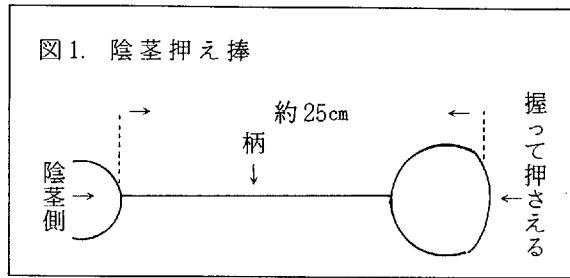 図1. 陰茎押え捧
→ 約25cm ←
柄
↓
陰茎側
→
握って押さえる
←